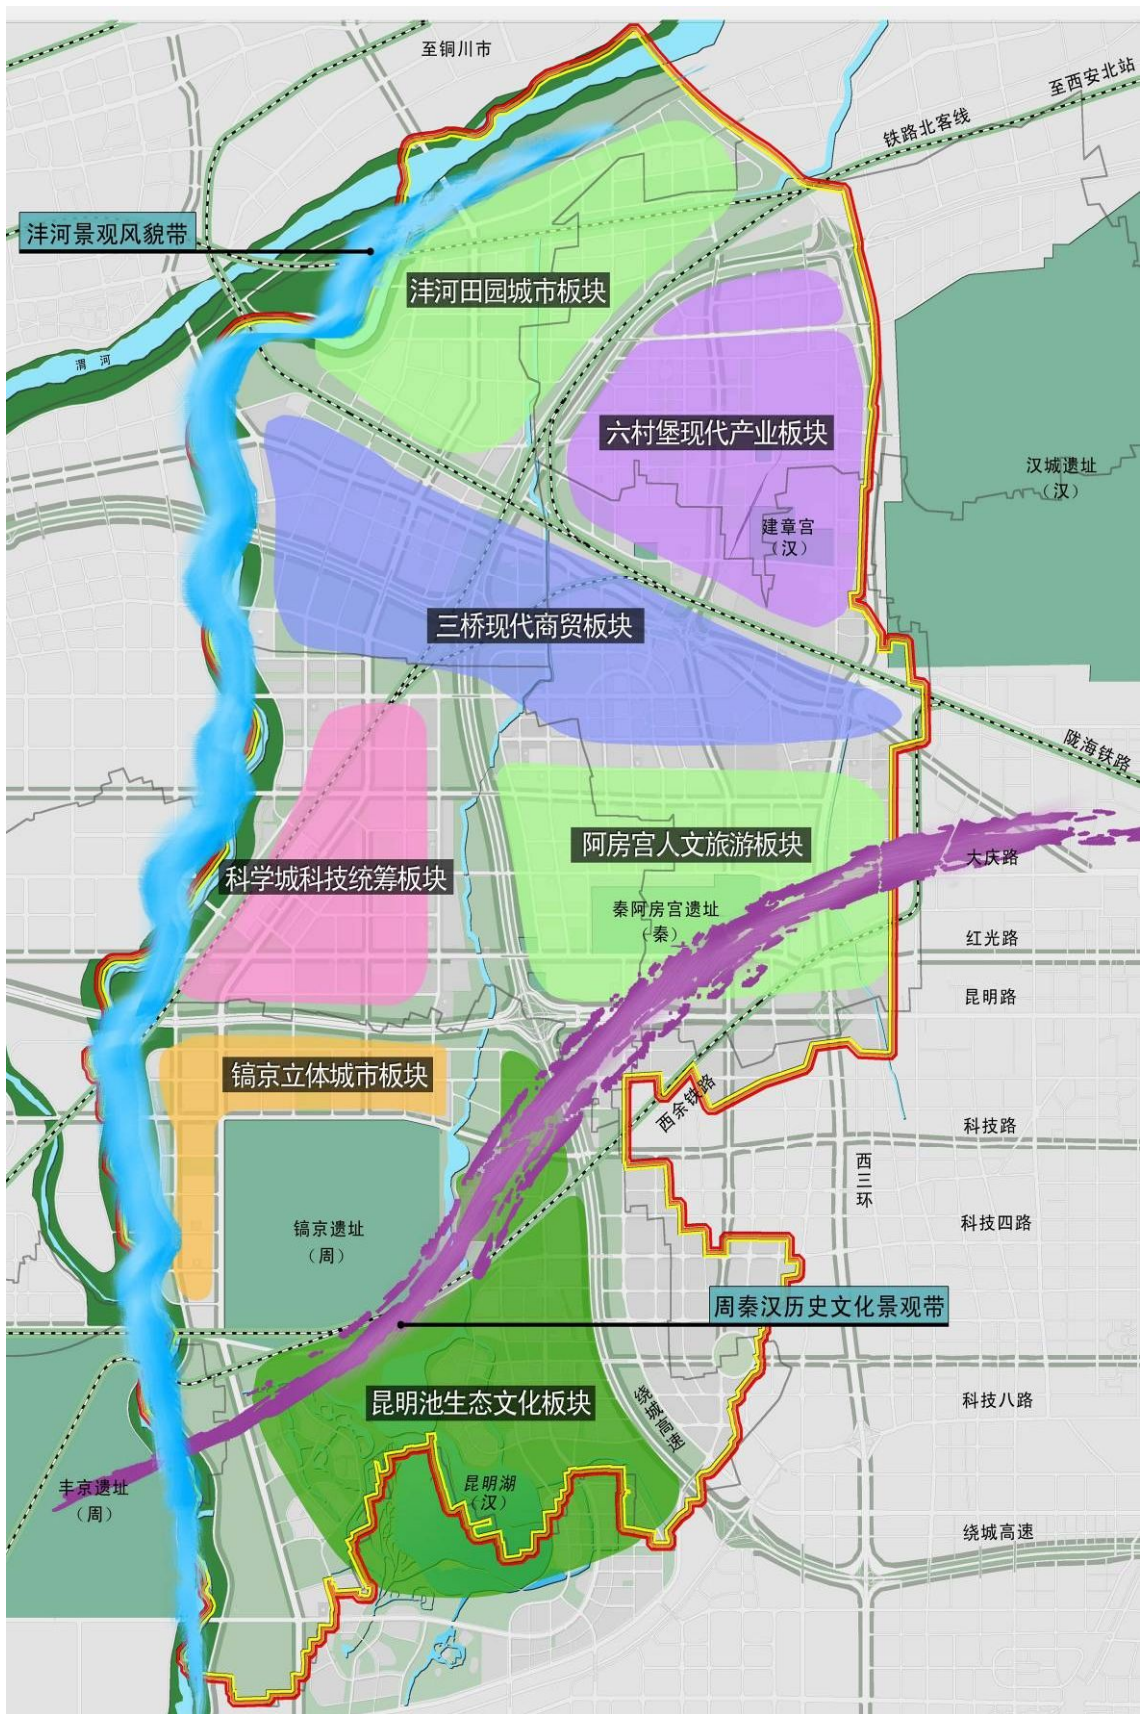 至铜川市
至西安北站
铁路北客线
沣河景观风貌带
沣河田园城市板块
渭 河
六村堡现代产业板块
汉城遗址
（汉）
建章宫
（汉）
三桥现代商贸板块
陇海铁路
阿房宫人文旅游板块
大庆路
科学城科技统筹板块
秦阿房宫遗址
（秦）
红光路
昆明路
镐京立体城市板块
西余铁路
科技路
西三环
镐京遗址
（周）
科技四路
周秦汉历史文化景观带
昆明池生态文化板块
绕城高速
科技八路
丰京遗址
（周）
昆明湖
（汉）
绕城高速